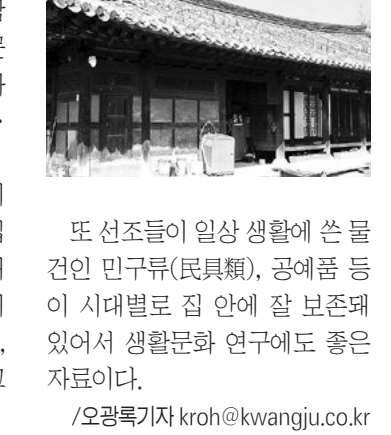 또 선조들이 일상 생활에 쓴 물
건인 민구류(民具類), 공예품 등
이 시대별로 집 안에 잘 보존돼
있어서 생활문화 연구에도 좋은
자료이다.
/오광록기자 kroh@kwangju.co.kr